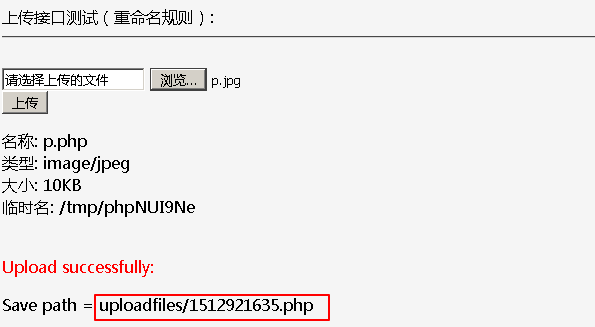 上传接口测试（重命名规则）：
请选择上传的文件 浏览... p.jpg
上传
名称: p.php
类型: image/jpeg
大小: 10KB
临时名: /tmp/phpNUI9Ne
Upload successfully:
Save path = uploadfiles/1512921635.php